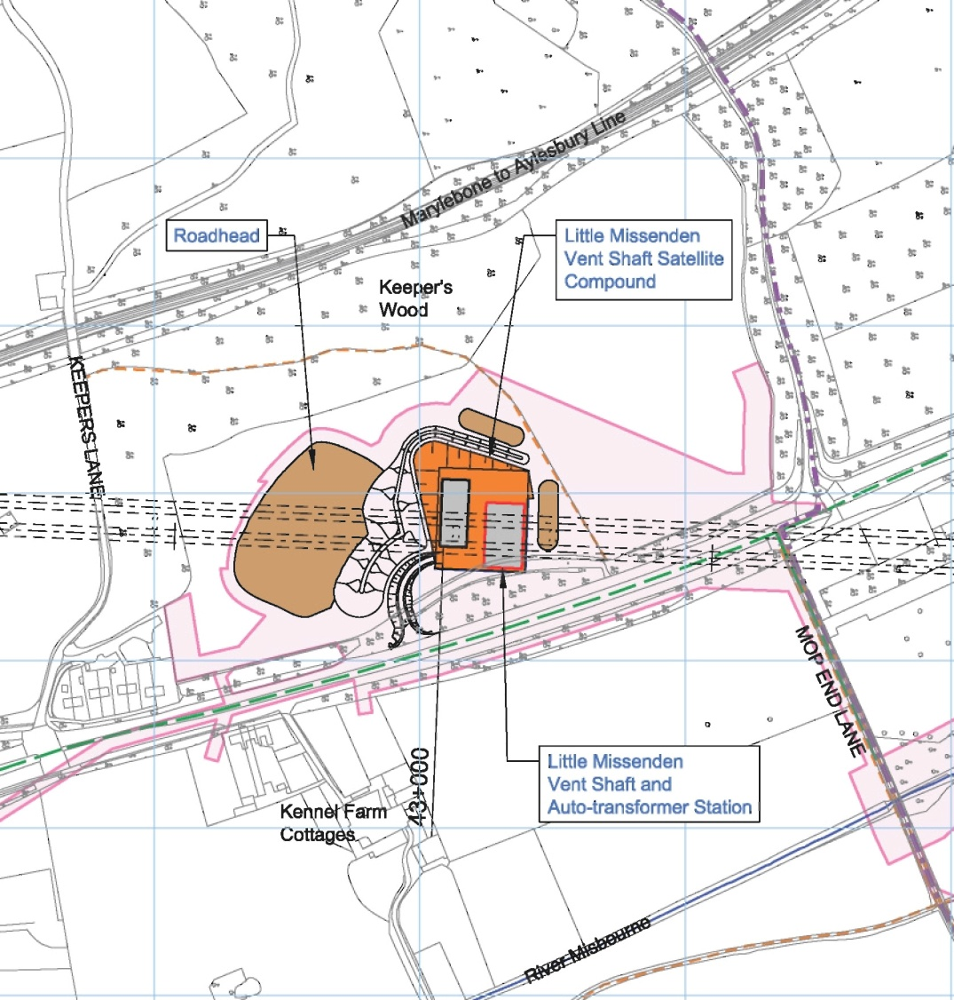 Marylebone to Aylesbury Line
Roadhead
Little Missenden
Vent Shaft Satellite
Compound
Keeper's
Wood
KEEPERS LANE
MOP END LANE
Little Missenden
Vent Shaft and
Auto-transformer Station
43+000
Kennel Farm
Cottages
River Misbourne